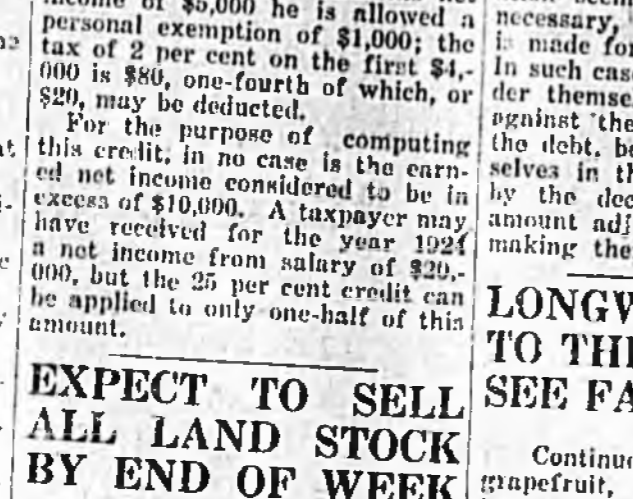 income of $5,000 he is allowed a
personal exemption of $1,000; the
tax of 2 per cent on the first $4,-
000 is $80, one-fourth of which, or
$20, may be deducted.
For the purpose of computing
this credit, in no case is the earn-
ed net income considered to be in
excess of $10,000. A taxpayer may
have received for the year 1924
a net income from salary of $20,-
000, but the 25 per cent credit can
be applied to only one-half of this
amount.
EXPECT TO SELL
ALL LAND STOCK
BY END OF WEEK
necessary,
is made for
In such cas
der themse
against the
the debt, b
selves in th
by the dec
amount adj
making the
LONGW
TO THE
SEE FA
Continue
grapefruit,